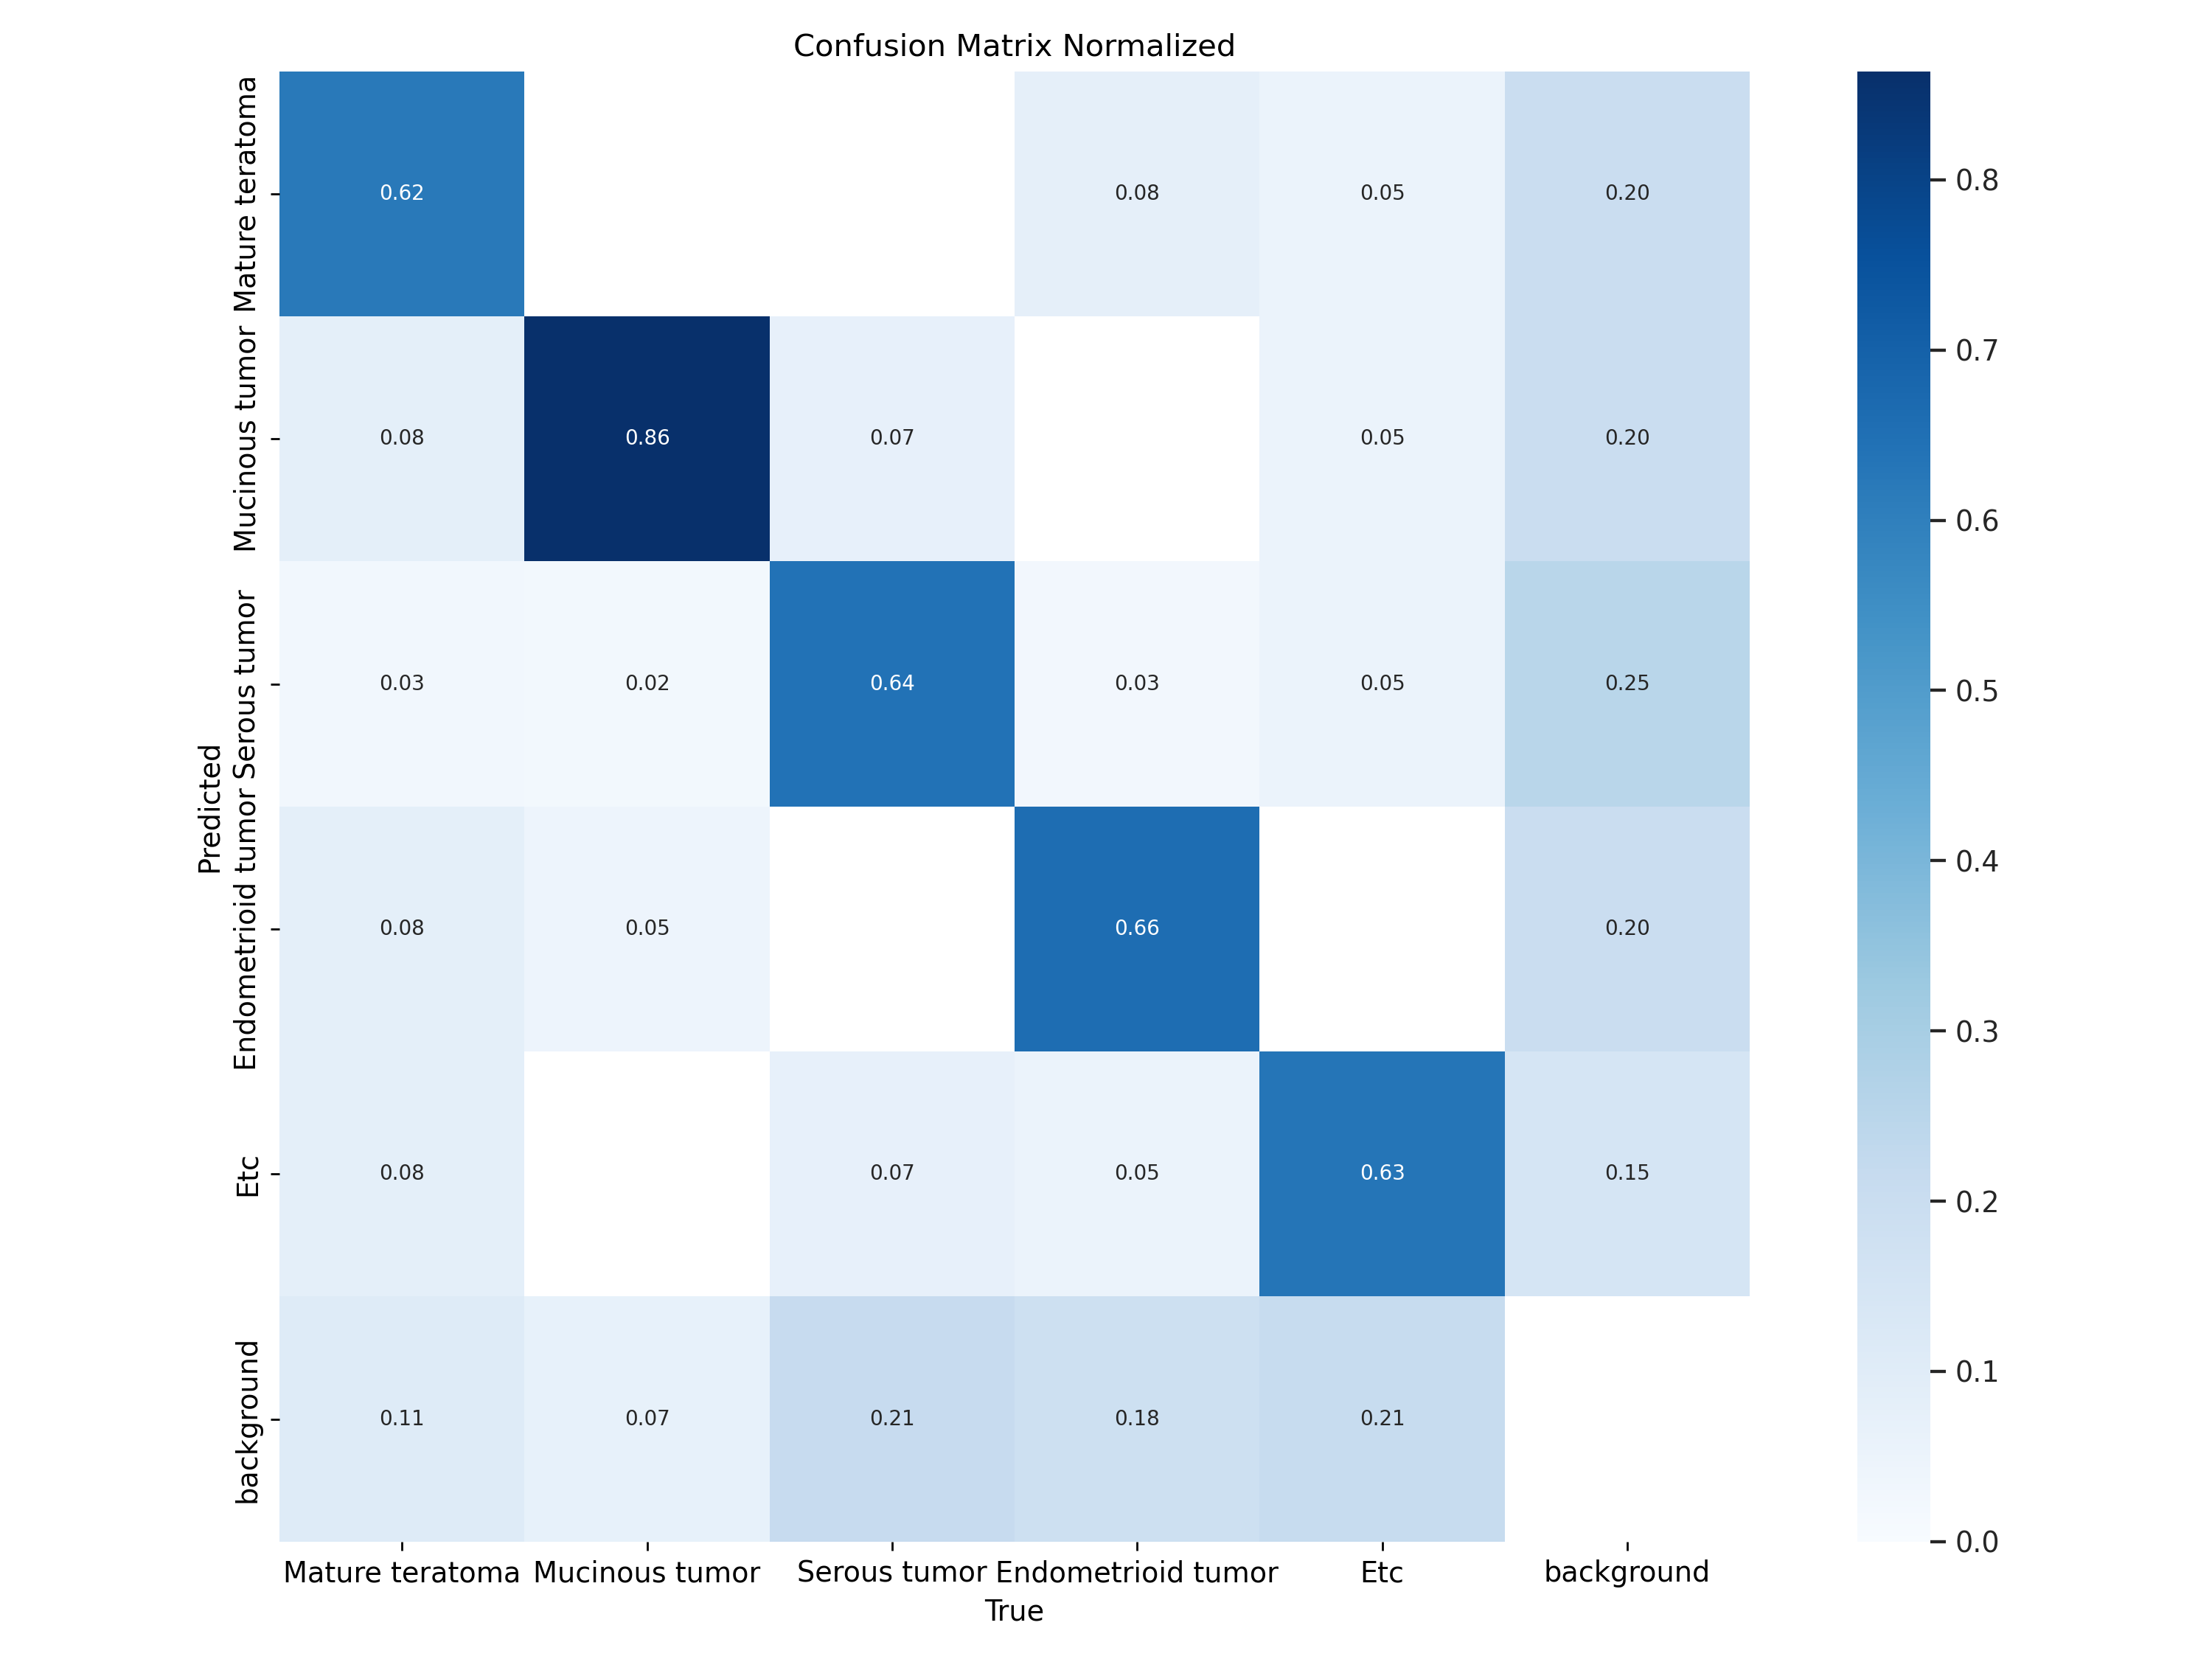 Confusion Matrix Normalized
Mature teratoma
0.62 0.08 0.05 0.20
Mucinous tumor
0.08 0.86 0.07 0.05 0.20
Serous tumor
0.03 0.02 0.64 0.03 0.05 0.25
Endometrioid tumor
0.08 0.05 0.66 0.20
Etc
0.08 0.07 0.05 0.63 0.15
background
0.11 0.07 0.21 0.18 0.21
Predicted
Mature teratoma Mucinous tumor Serous tumor Endometrioid tumor Etc background
True
0.8
0.7
0.6
0.5
0.4
0.3
0.2
0.1
0.0